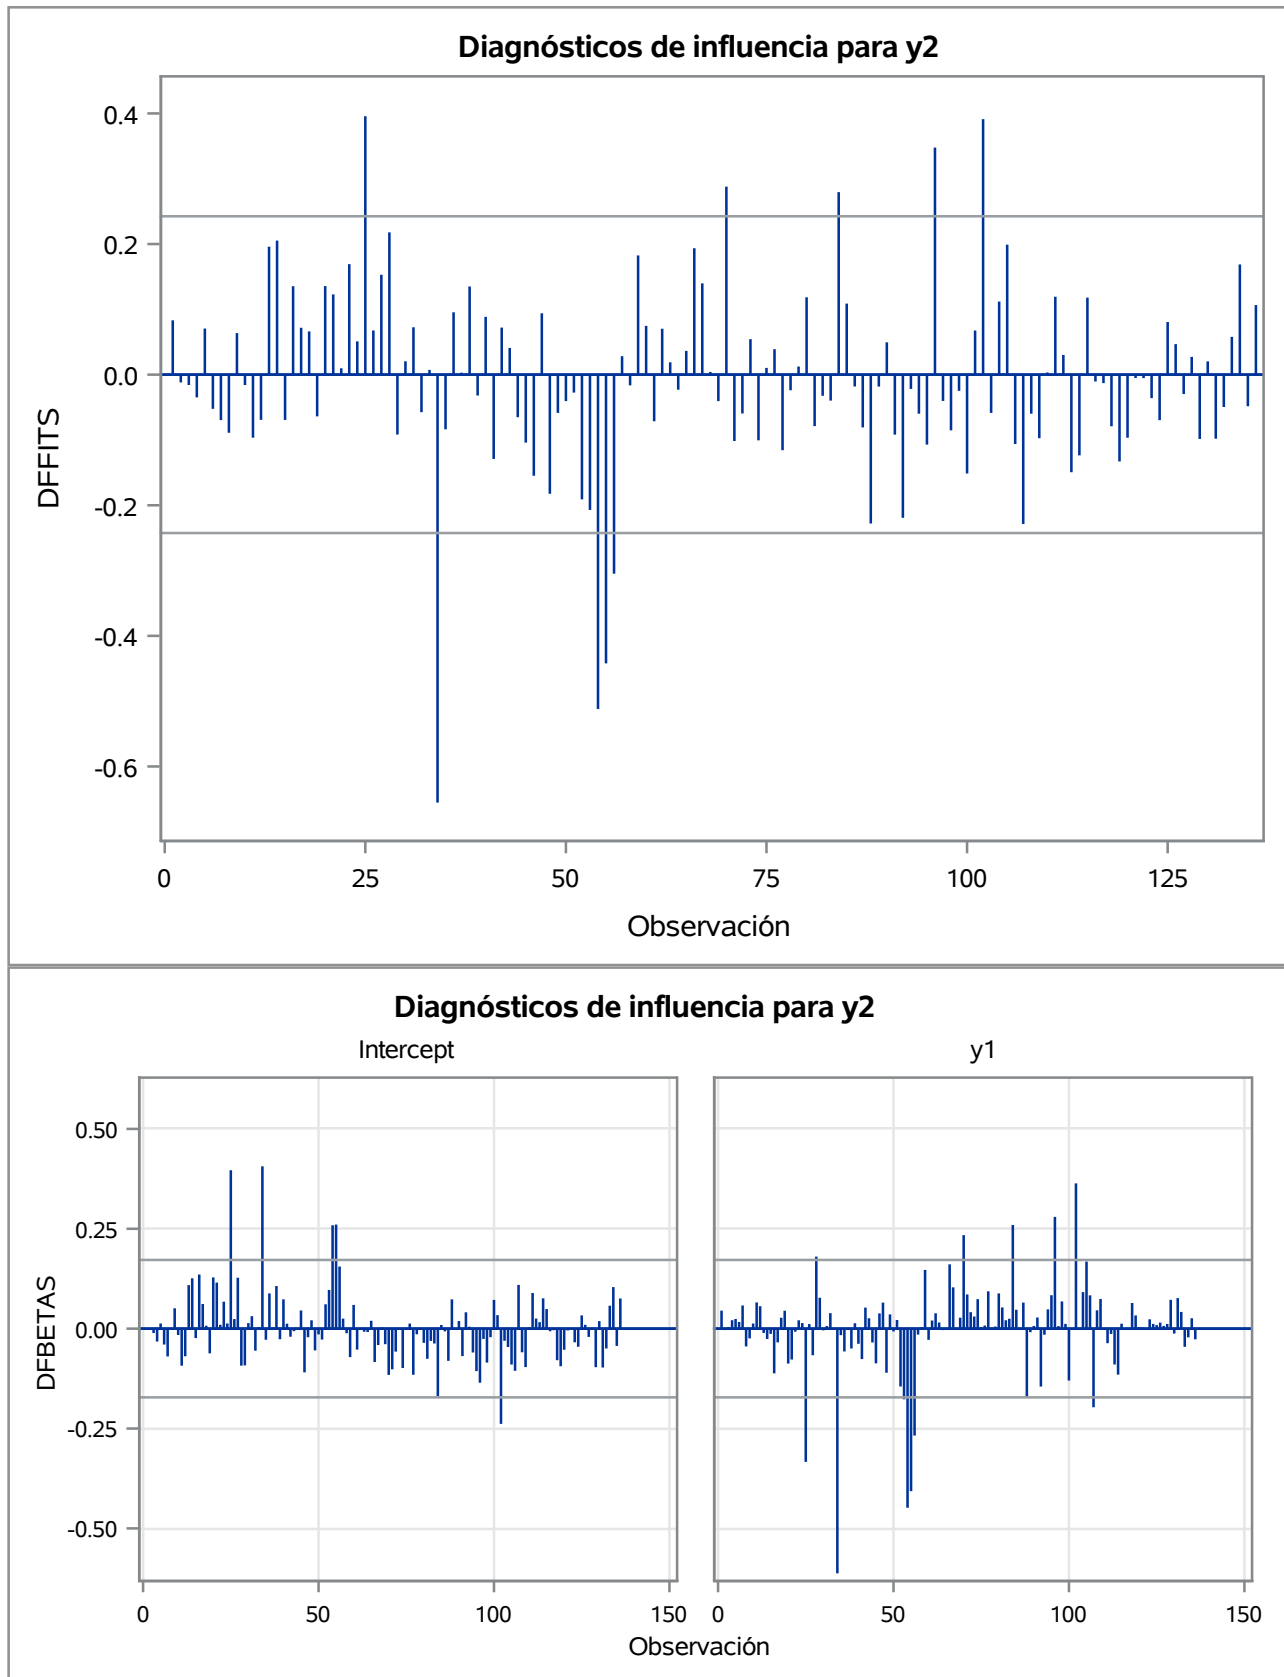 Diagnósticos de influencia para y2
DFFITS
0.4
0.2
0.0
-0.2
-0.4
-0.6
0 25 50 75 100 125
Observación
Diagnósticos de influencia para y2
Intercept y1
DFBETAS
0.50
0.25
0.00
-0.25
-0.50
0 50 100 150 0 50 100 150
Observación